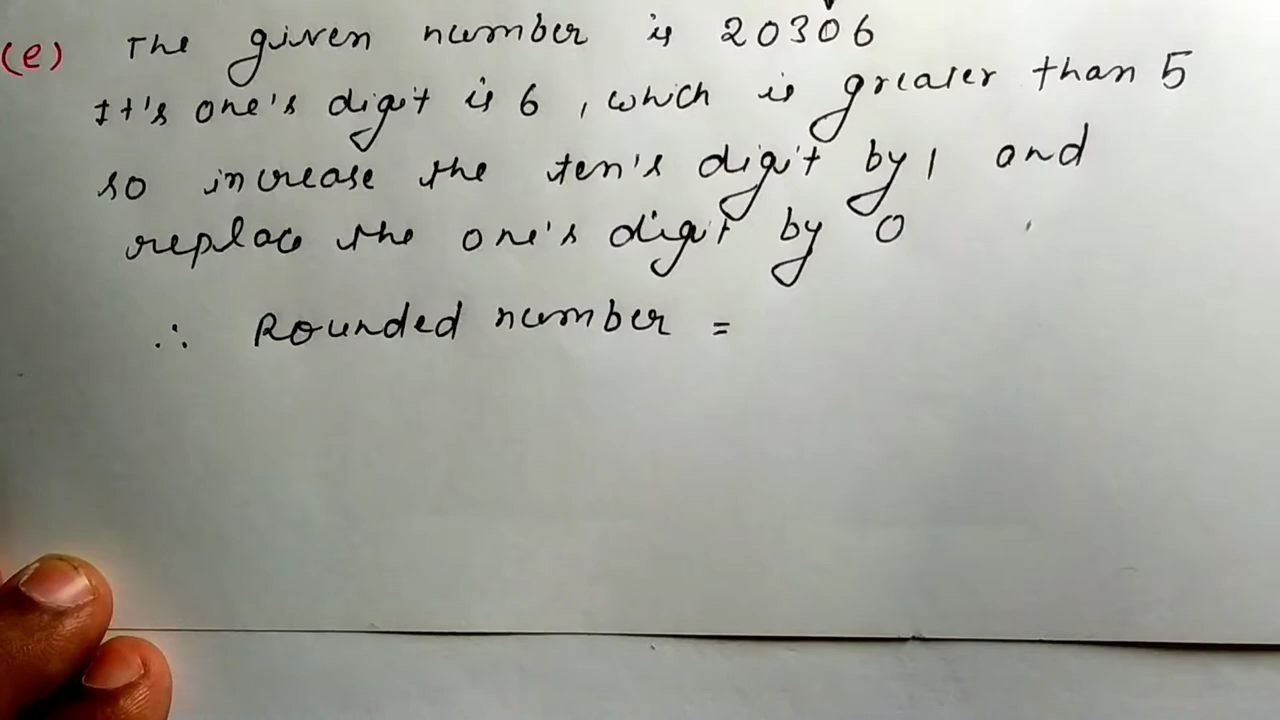 (e) The given number is 20306
It's one's digit is 6, which is greater than 5
so increase the ten's digit by 1 and
replace the one's digit by 0
∴ Rounded number =